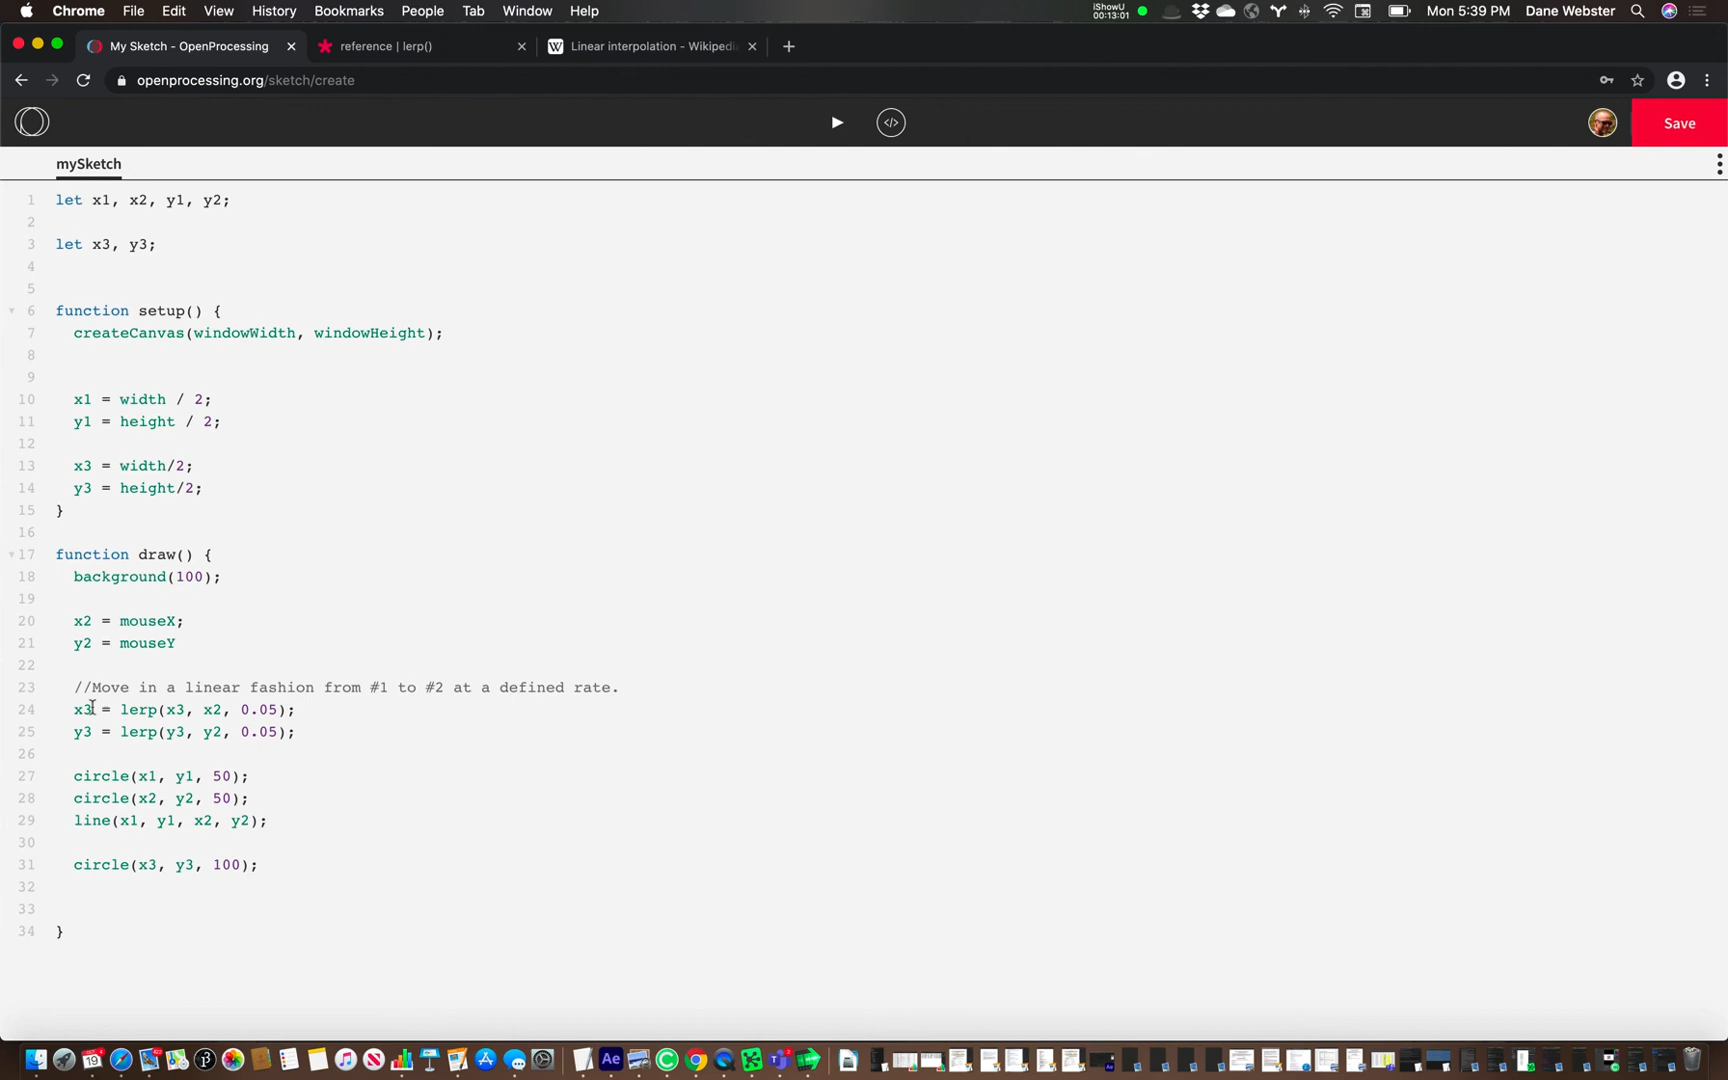 Chrome File Edit View History Bookmarks People Tab Window Help iShowU 00:13:01 Mon 5:39 PM Dane Webster
My Sketch - OpenProcessing reference | lerp() Linear interpolation - Wikipedi
openprocessing.org/sketch/create
</> Save
mySketch
1 let x1, x2, y1, y2;
2
3 let x3, y3;
4
5
6 function setup() {
7 createCanvas(windowWidth, windowHeight);
8
9
10 x1 = width / 2;
11 y1 = height / 2;
12
13 x3 = width/2;
14 y3 = height/2;
15 }
16
17 function draw() {
18 background(100);
19
20 x2 = mouseX;
21 y2 = mouseY
22
23 //Move in a linear fashion from #1 to #2 at a defined rate.
24 x3 = lerp(x3, x2, 0.05);
25 y3 = lerp(y3, y2, 0.05);
26
27 circle(x1, y1, 50);
28 circle(x2, y2, 50);
29 line(x1, y1, x2, y2);
30
31 circle(x3, y3, 100);
32
33
34 }